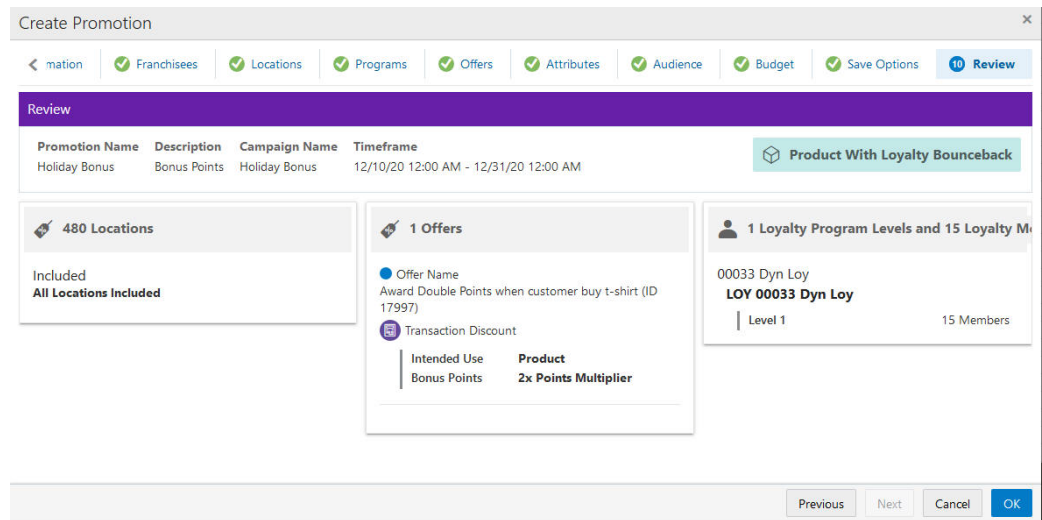 Create Promotion
mation Franchisees Locations Programs Offers Attributes Audience Budget Save Options 10 Review
Review
Promotion Name Description Campaign Name Timeframe
Holiday Bonus Bonus Points Holiday Bonus 12/10/20 12:00 AM - 12/31/20 12:00 AM
Product With Loyalty Bounceback
480 Locations
Included
All Locations Included
1 Offers
Offer Name
Award Double Points when customer buy t-shirt (ID
17997)
Transaction Discount
Intended Use Product
Bonus Points 2x Points Multiplier
1 Loyalty Program Levels and 15 Loyalty M
00033 Dyn Loy
LOY 00033 Dyn Loy
Level 1 15 Members
Previous Next Cancel OK